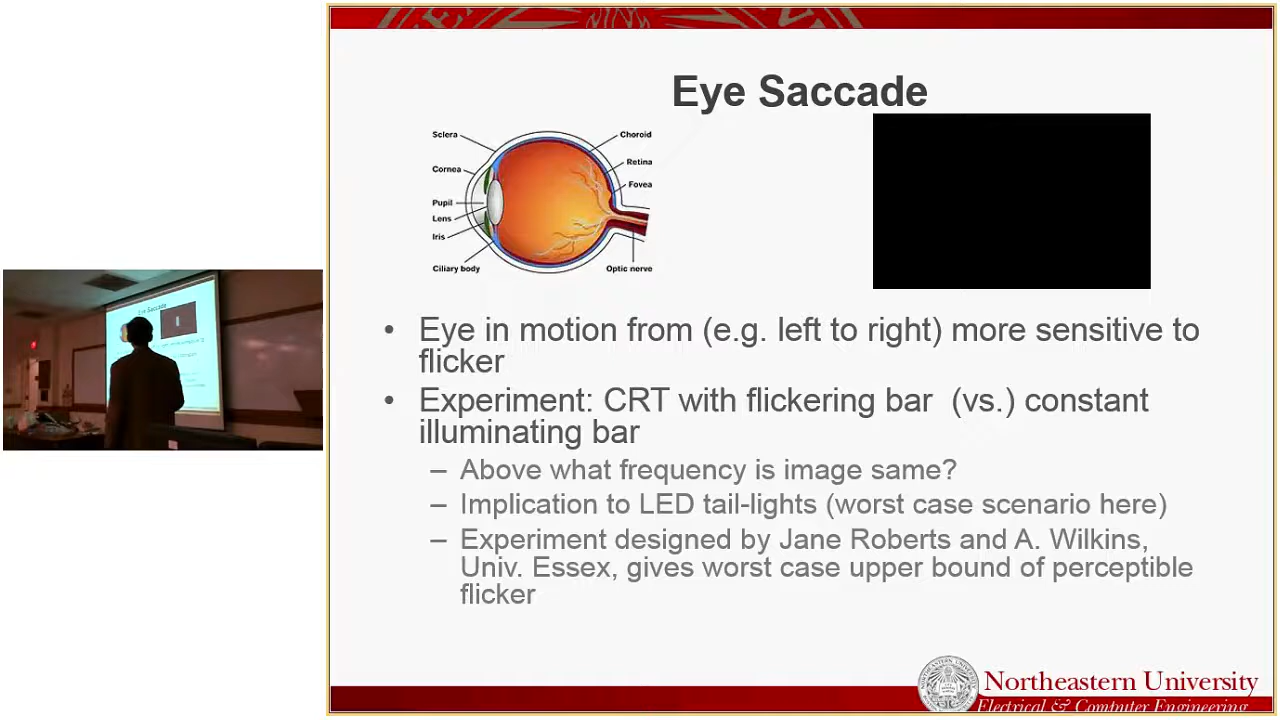 Eye Saccade
Sclera
Cornea
Pupil
Lens
Iris
Ciliary body
Choroid
Retina
Fovea
Optic nerve
• Eye in motion from (e.g. left to right) more sensitive to
flicker
• Experiment: CRT with flickering bar (vs.) constant
illuminating bar
– Above what frequency is image same?
– Implication to LED tail-lights (worst case scenario here)
– Experiment designed by Jane Roberts and A. Wilkins,
Univ. Essex, gives worst case upper bound of perceptible
flicker
Northeastern University
Electrical & Computer Engineering
Eye Saccade